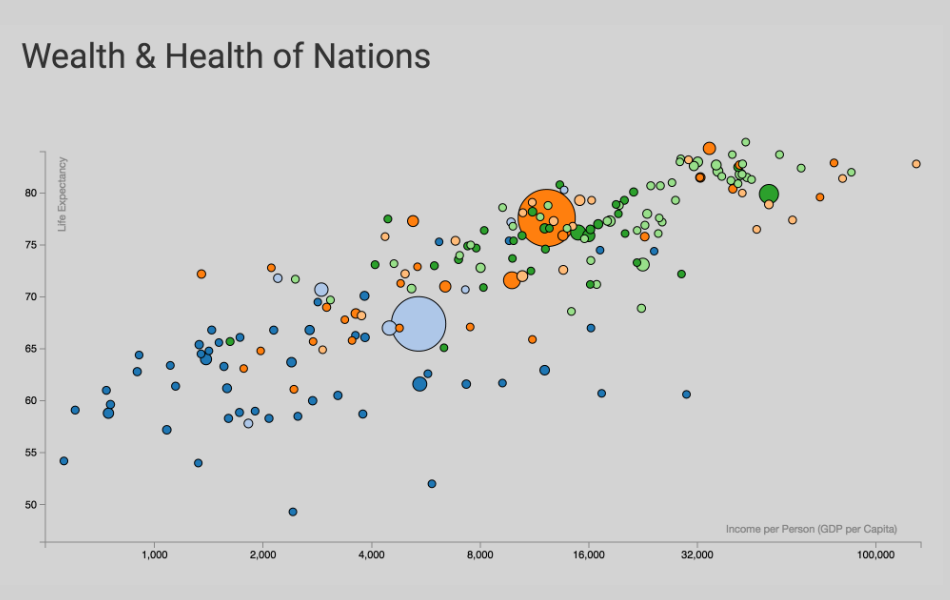 Wealth & Health of Nations
Life Expectancy
80
75
70
65
60
55
50
Income per Person (GDP per Capita)
1,000 2,000 4,000 8,000 16,000 32,000 100,000